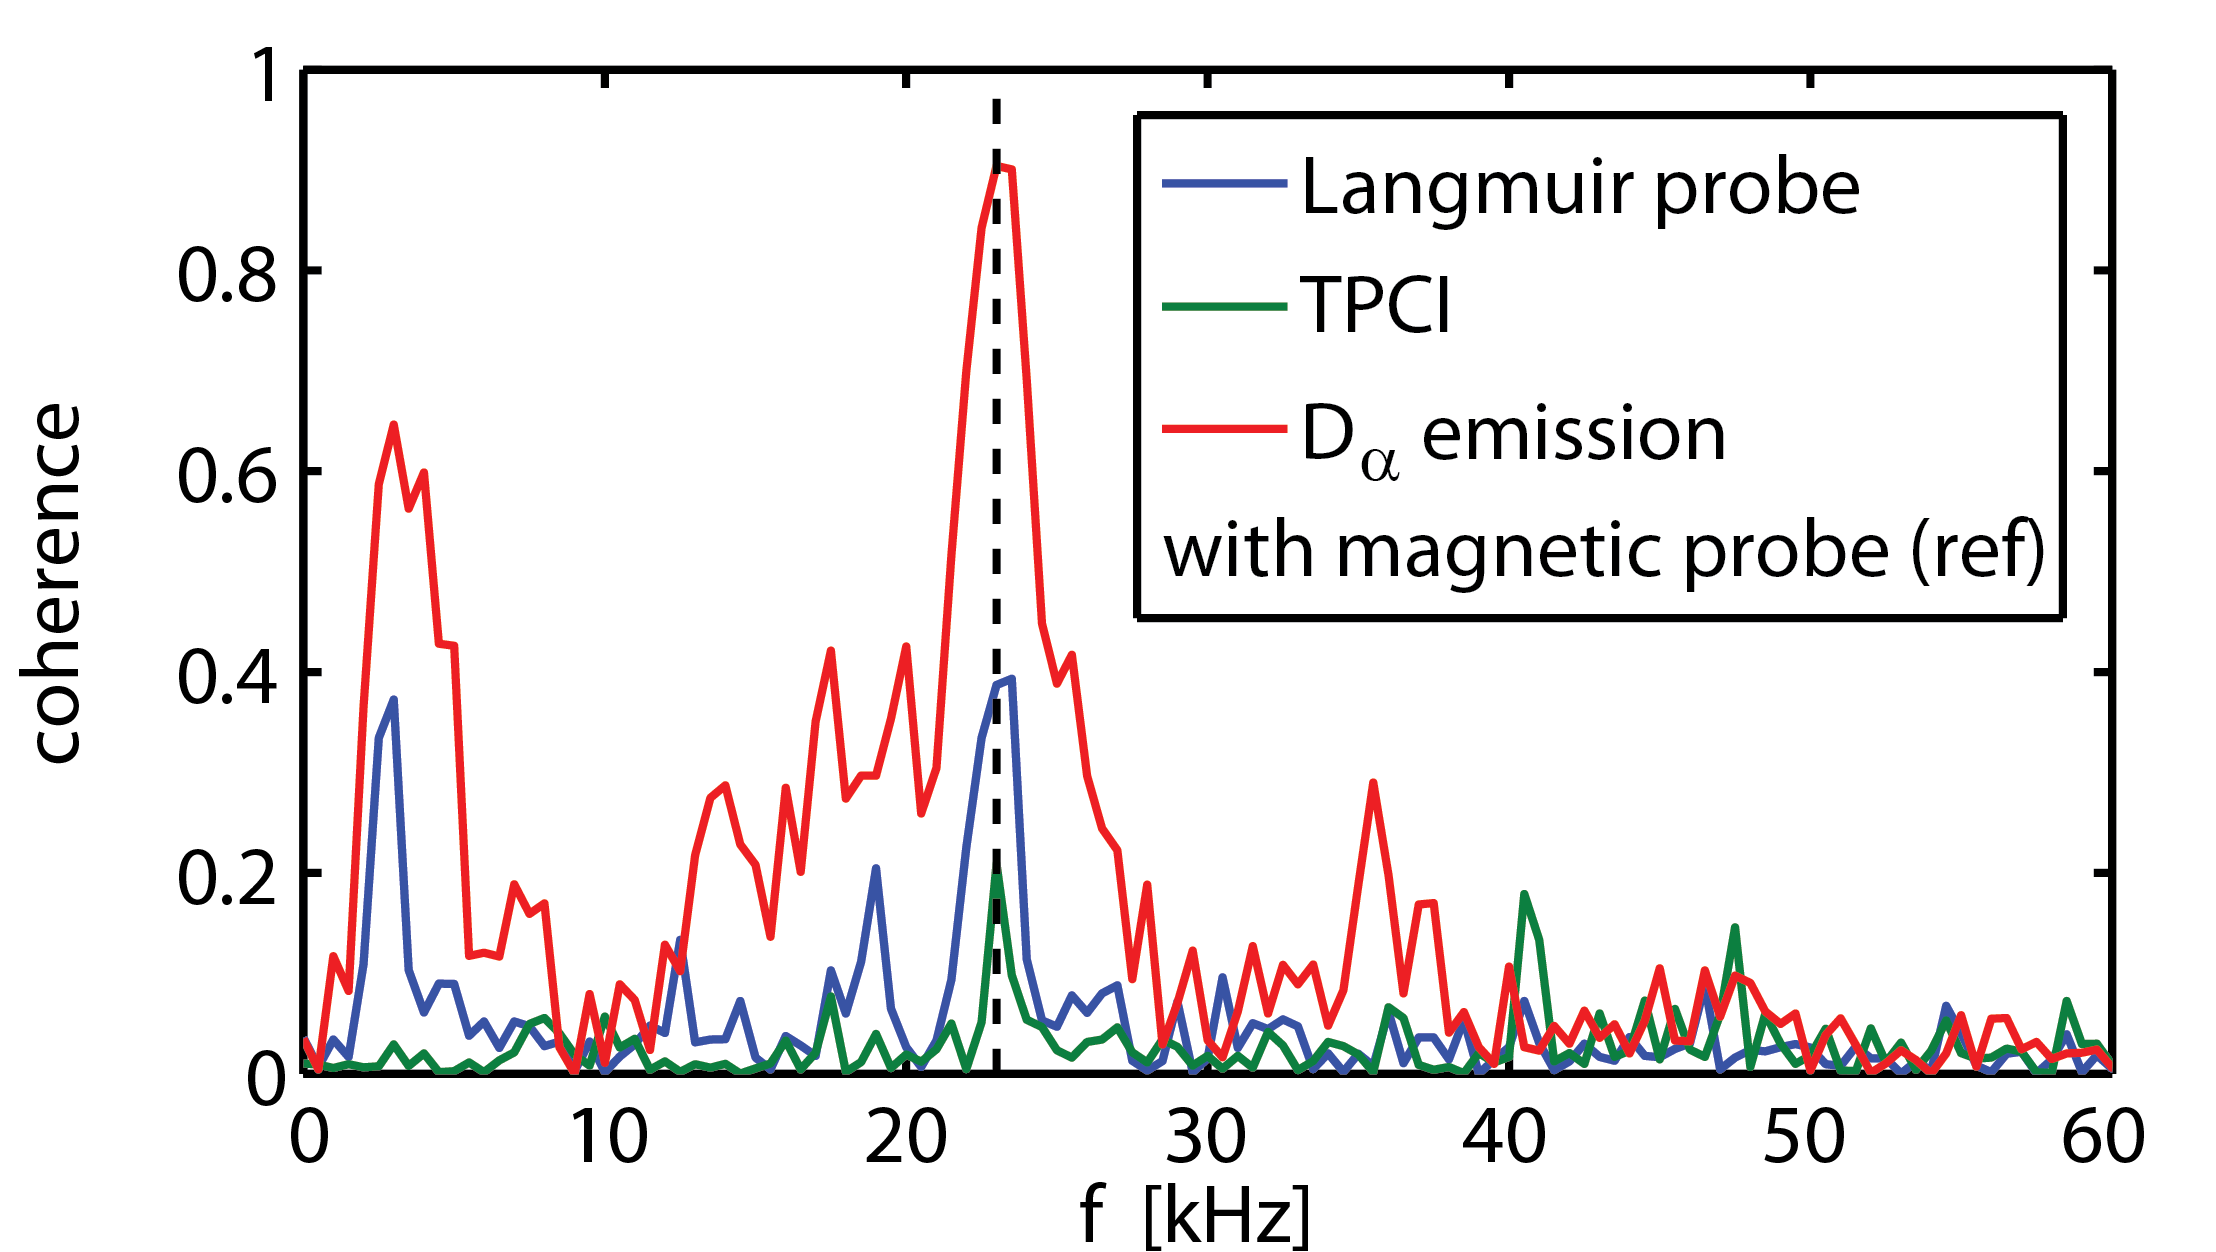 1
0.8
0.6
0.4
0.2
0
coherence
Langmuir probe
TPCI
Dα emission
with magnetic probe (ref)
0 10 20 30 40 50 60
f [kHz]